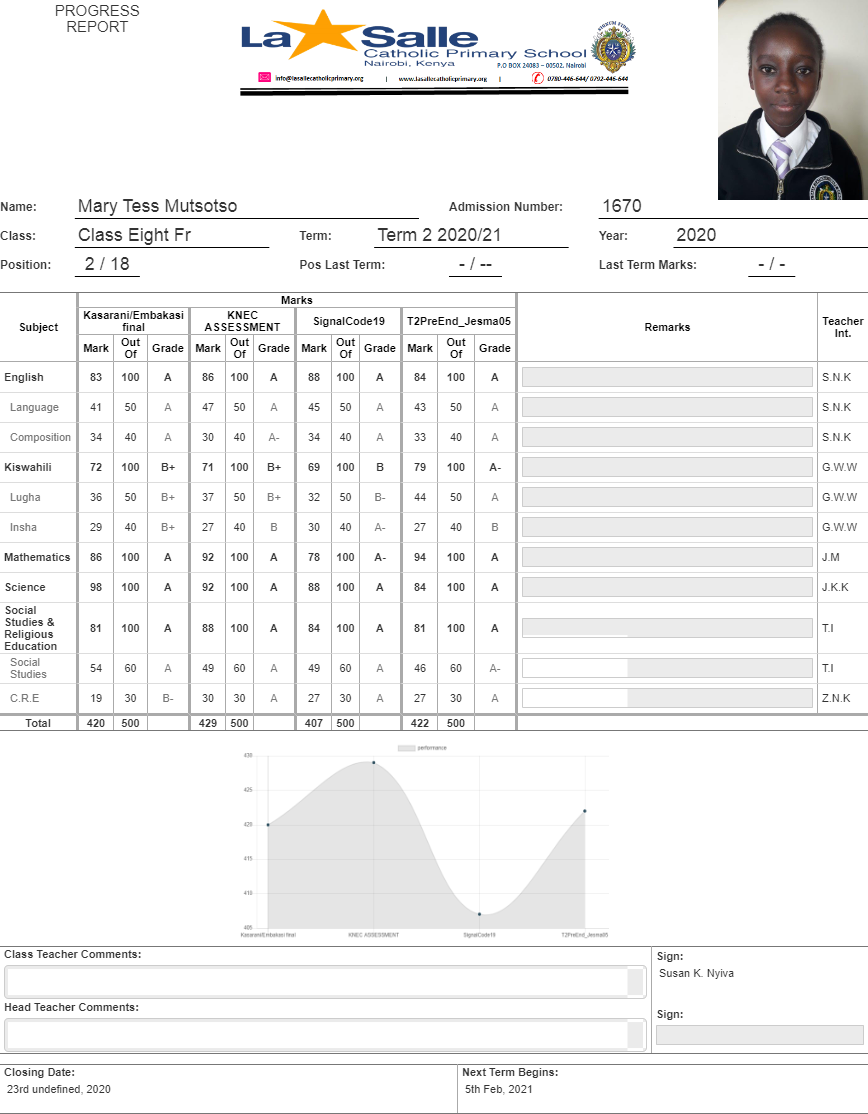 PROGRESS
REPORT
La Salle
Catholic Primary School
Nairobi, Kenya
P.O BOX 24083 – 00502, Nairobi
info@lasallecatholicprimary.org | www.lasallecatholicprimary.org | 0780-446-644/ 0792-446-644
Name: Mary Tess Mutsotso Admission Number: 1670
Class: Class Eight Fr Term: Term 2 2020/21 Year: 2020
Position: 2 / 18 Pos Last Term: - / -- Last Term Marks: - / -
Marks
Subject Kasarani/Embakasi final KNEC ASSESSMENT SignalCode19 T2PreEnd_Jesma05 Remarks Teacher Int.
Mark Out Of Grade Mark Out Of Grade Mark Out Of Grade Mark Out Of Grade
English 83 100 A 86 100 A 88 100 A 84 100 A S.N.K
Language 41 50 A 47 50 A 45 50 A 43 50 A S.N.K
Composition 34 40 A 30 40 A- 34 40 A 33 40 A S.N.K
Kiswahili 72 100 B+ 71 100 B+ 69 100 B 79 100 A- G.W.W
Lugha 36 50 B+ 37 50 B+ 32 50 B- 44 50 A G.W.W
Insha 29 40 B+ 27 40 B 30 40 A- 27 40 B G.W.W
Mathematics 86 100 A 92 100 A 78 100 A- 94 100 A J.M
Science 98 100 A 92 100 A 88 100 A 84 100 A J.K.K
Social Studies & Religious Education 81 100 A 88 100 A 84 100 A 81 100 A T.I
Social Studies 54 60 A 49 60 A 49 60 A 46 60 A- T.I
C.R.E 19 30 B- 30 30 A 27 30 A 27 30 A Z.N.K
Total 420 500 429 500 407 500 422 500
performance
430
425
420
415
410
405
Kasarani/Embakasi final KNEC ASSESSMENT SignalCode19 T2PreEnd_Jesma05
Class Teacher Comments: Sign:
Susan K. Nyiva
Head Teacher Comments: Sign:
Closing Date: Next Term Begins:
23rd undefined, 2020 5th Feb, 2021